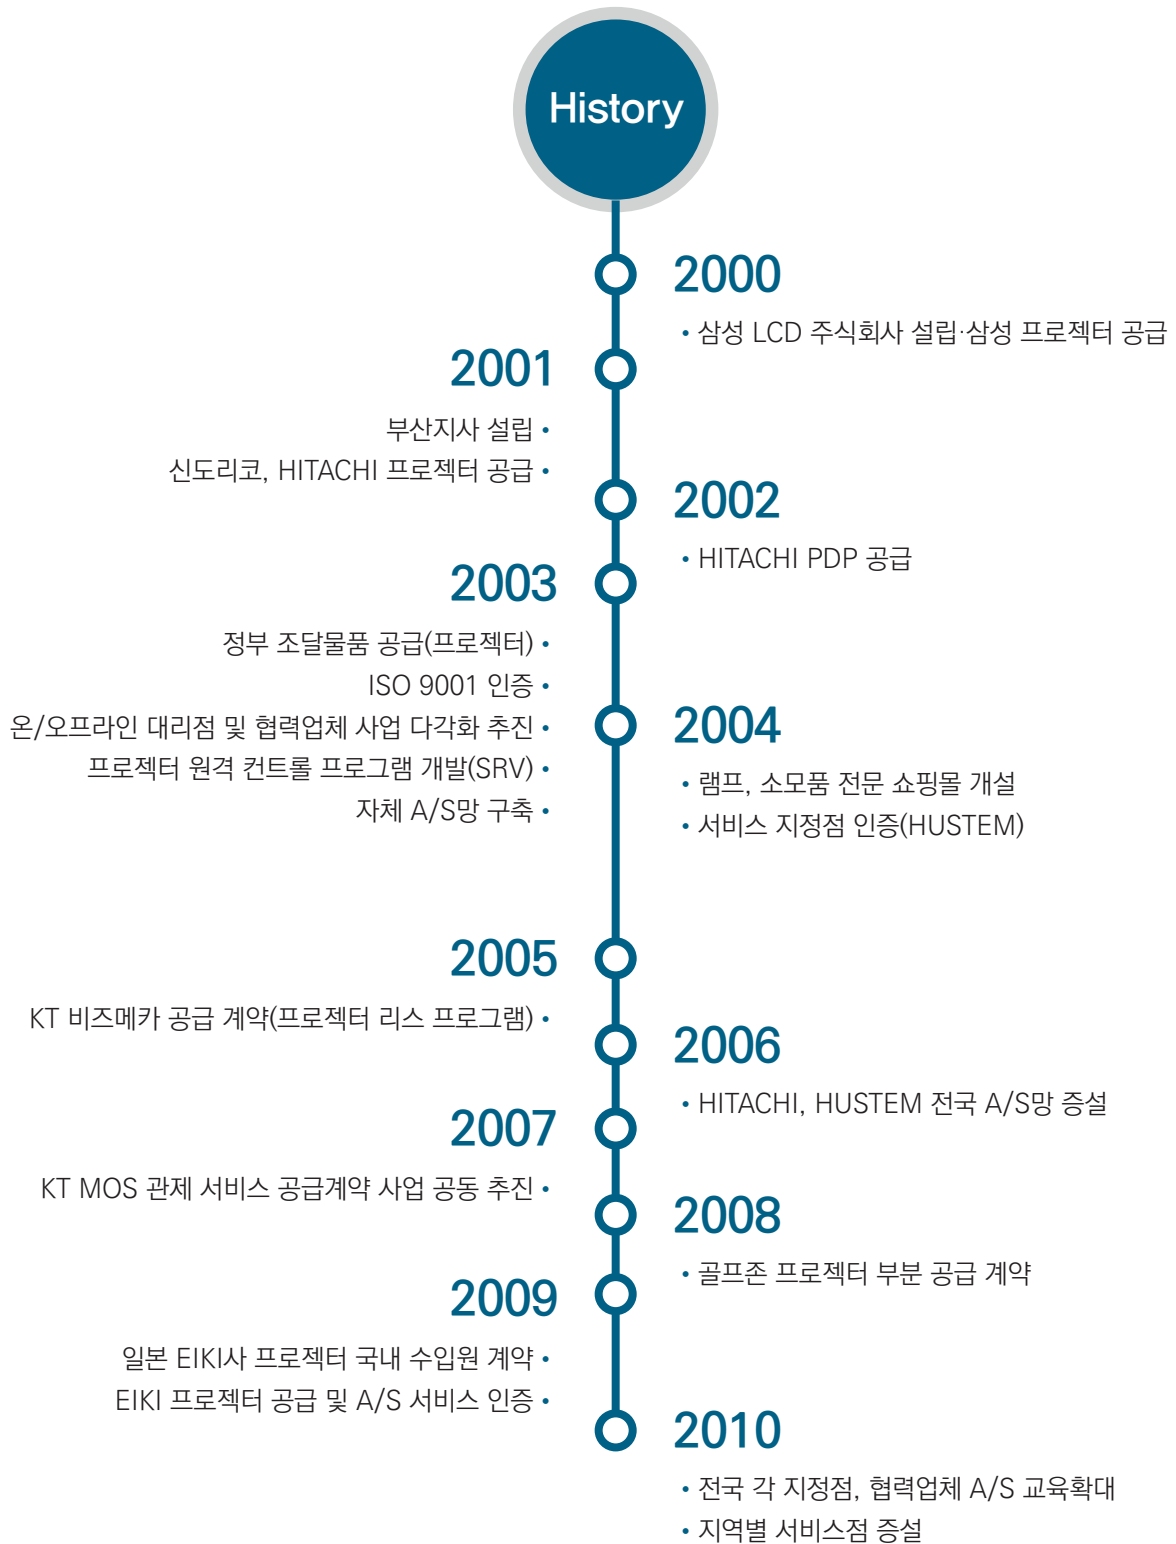 History
2000
• 삼성 LCD 주식회사 설립·삼성 프로젝터 공급
2001
부산지사 설립 •
신도리코, HITACHI 프로젝터 공급 •
2002
• HITACHI PDP 공급
2003
정부 조달물품 공급(프로젝터) •
ISO 9001 인증 •
온/오프라인 대리점 및 협력업체 사업 다각화 추진 •
프로젝터 원격 컨트롤 프로그램 개발(SRV) •
자체 A/S망 구축 •
2004
• 램프, 소모품 전문 쇼핑몰 개설
• 서비스 지정점 인증(HUSTEM)
2005
KT 비즈메카 공급 계약(프로젝터 리스 프로그램) •
2006
• HITACHI, HUSTEM 전국 A/S망 증설
2007
KT MOS 관제 서비스 공급계약 사업 공동 추진 •
2008
• 골프존 프로젝터 부분 공급 계약
2009
일본 EIKI사 프로젝터 국내 수입원 계약 •
EIKI 프로젝터 공급 및 A/S 서비스 인증 •
2010
• 전국 각 지정점, 협력업체 A/S 교육확대
• 지역별 서비스점 증설